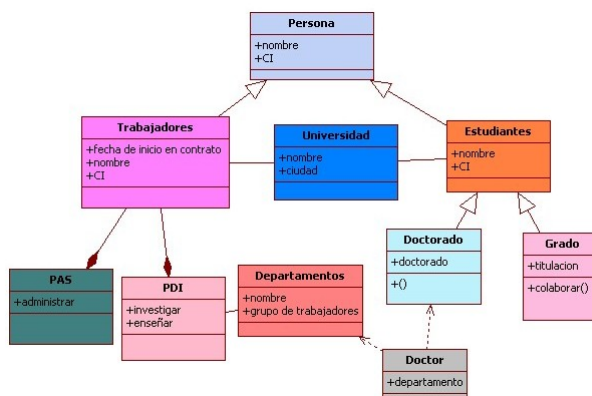 Persona
+nombre
+CI
Trabajadores
+fecha de inicio en contrato
+nombre
+CI
Universidad
+nombre
+ciudad
Estudiantes
+nombre
+CI
Doctorado
+doctorado
+()
Grado
+titulacion
+colaborar()
PAS
+administrar
PDI
+investigar
+enseñar
Departamentos
+nombre
+grupo de trabajadores
Doctor
+departamento